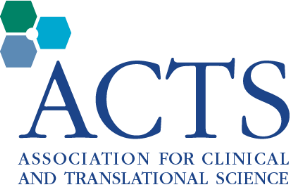 ACTS
ASSOCIATION FOR CLINICAL
AND TRANSLATIONAL SCIENCE